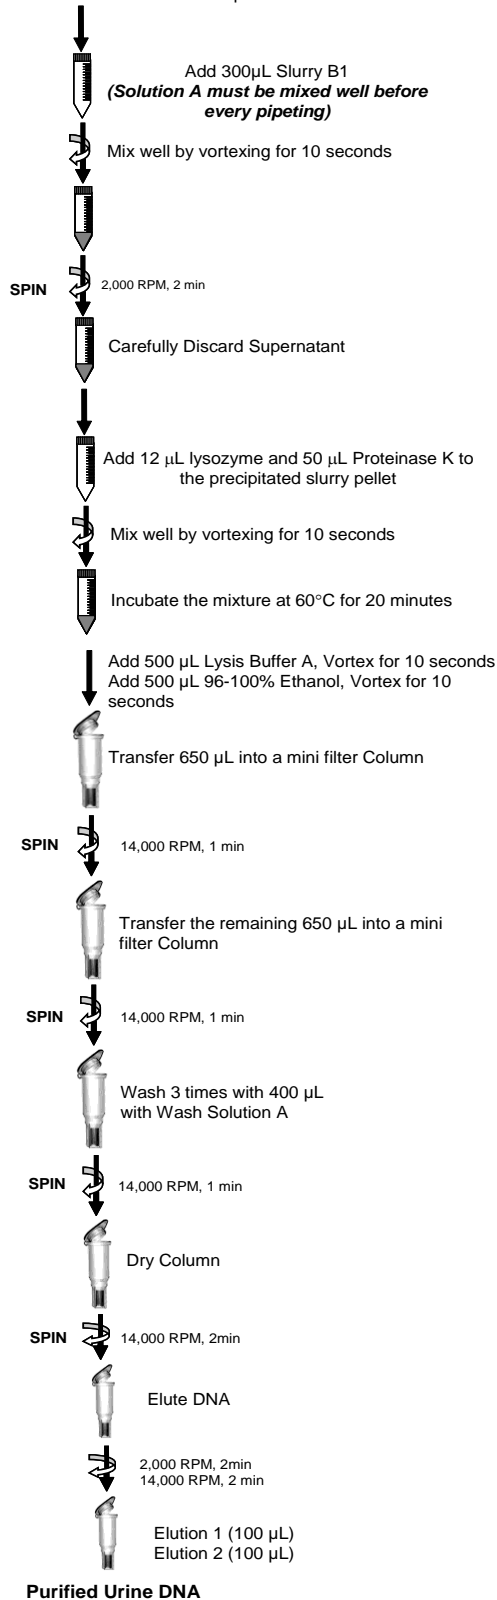 Add 300µL Slurry B1
(Solution A must be mixed well before
every pipeting)
Mix well by vortexing for 10 seconds
SPIN
2,000 RPM, 2 min
Carefully Discard Supernatant
Add 12 µL lysozyme and 50 µL Proteinase K to
the precipitated slurry pellet
Mix well by vortexing for 10 seconds
Incubate the mixture at 60°C for 20 minutes
Add 500 µL Lysis Buffer A, Vortex for 10 seconds
Add 500 µL 96-100% Ethanol, Vortex for 10
seconds
Transfer 650 µL into a mini filter Column
SPIN
14,000 RPM, 1 min
Transfer the remaining 650 µL into a mini
filter Column
SPIN
14,000 RPM, 1 min
Wash 3 times with 400 µL
with Wash Solution A
SPIN
14,000 RPM, 1 min
Dry Column
SPIN
14,000 RPM, 2min
Elute DNA
2,000 RPM, 2min
14,000 RPM, 2 min
Elution 1 (100 µL)
Elution 2 (100 µL)
Purified Urine DNA